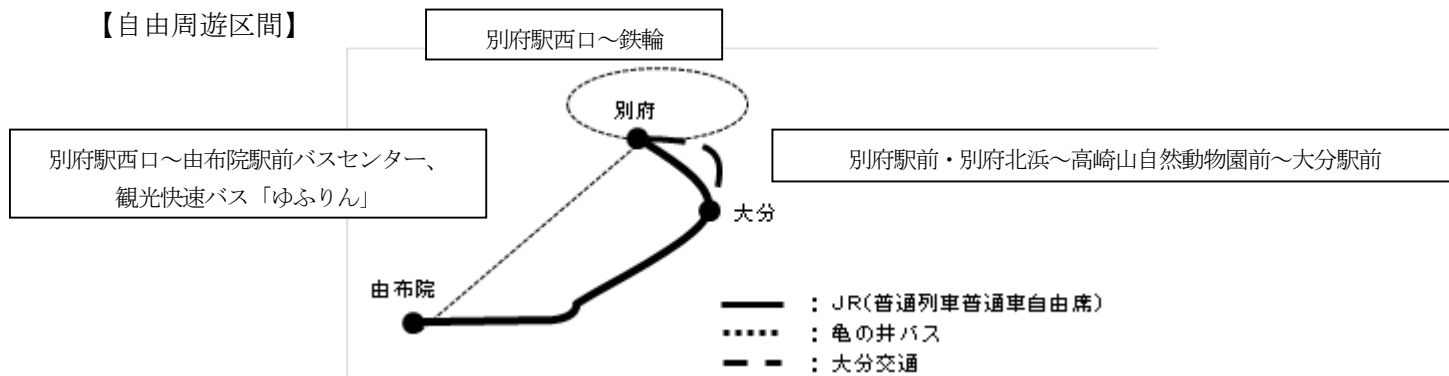 【自由周遊区間】
別府駅西口～鉄輪
別府
別府駅西口～由布院駅前バスセンター、
観光快速バス「ゆふりん」
別府駅前・別府北浜～高崎山自然動物園前～大分駅前
大分
由布院
：JR(普通列車普通車自由席)
：亀の井バス
：大分交通